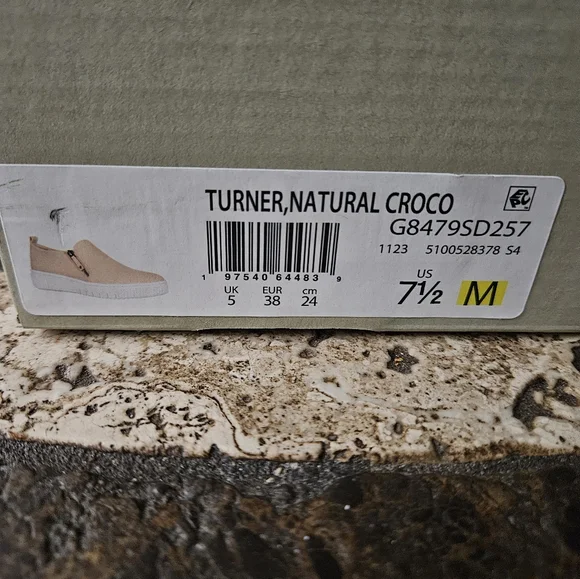 TURNER,NATURAL CROCO
G8479SD257
1123 5100528378 S4
1 97540 64483 9
UK EUR cm
5 38 24
US
7½ M